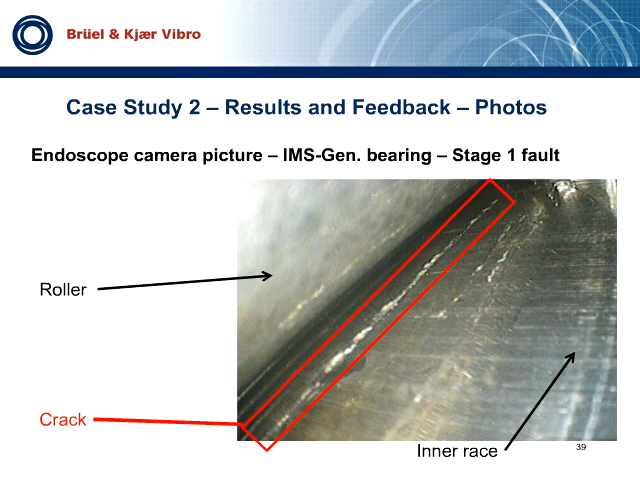 Brüel & Kjær Vibro
Case Study 2 – Results and Feedback – Photos
Endoscope camera picture – IMS-Gen. bearing – Stage 1 fault
Roller
Crack
Inner race
39